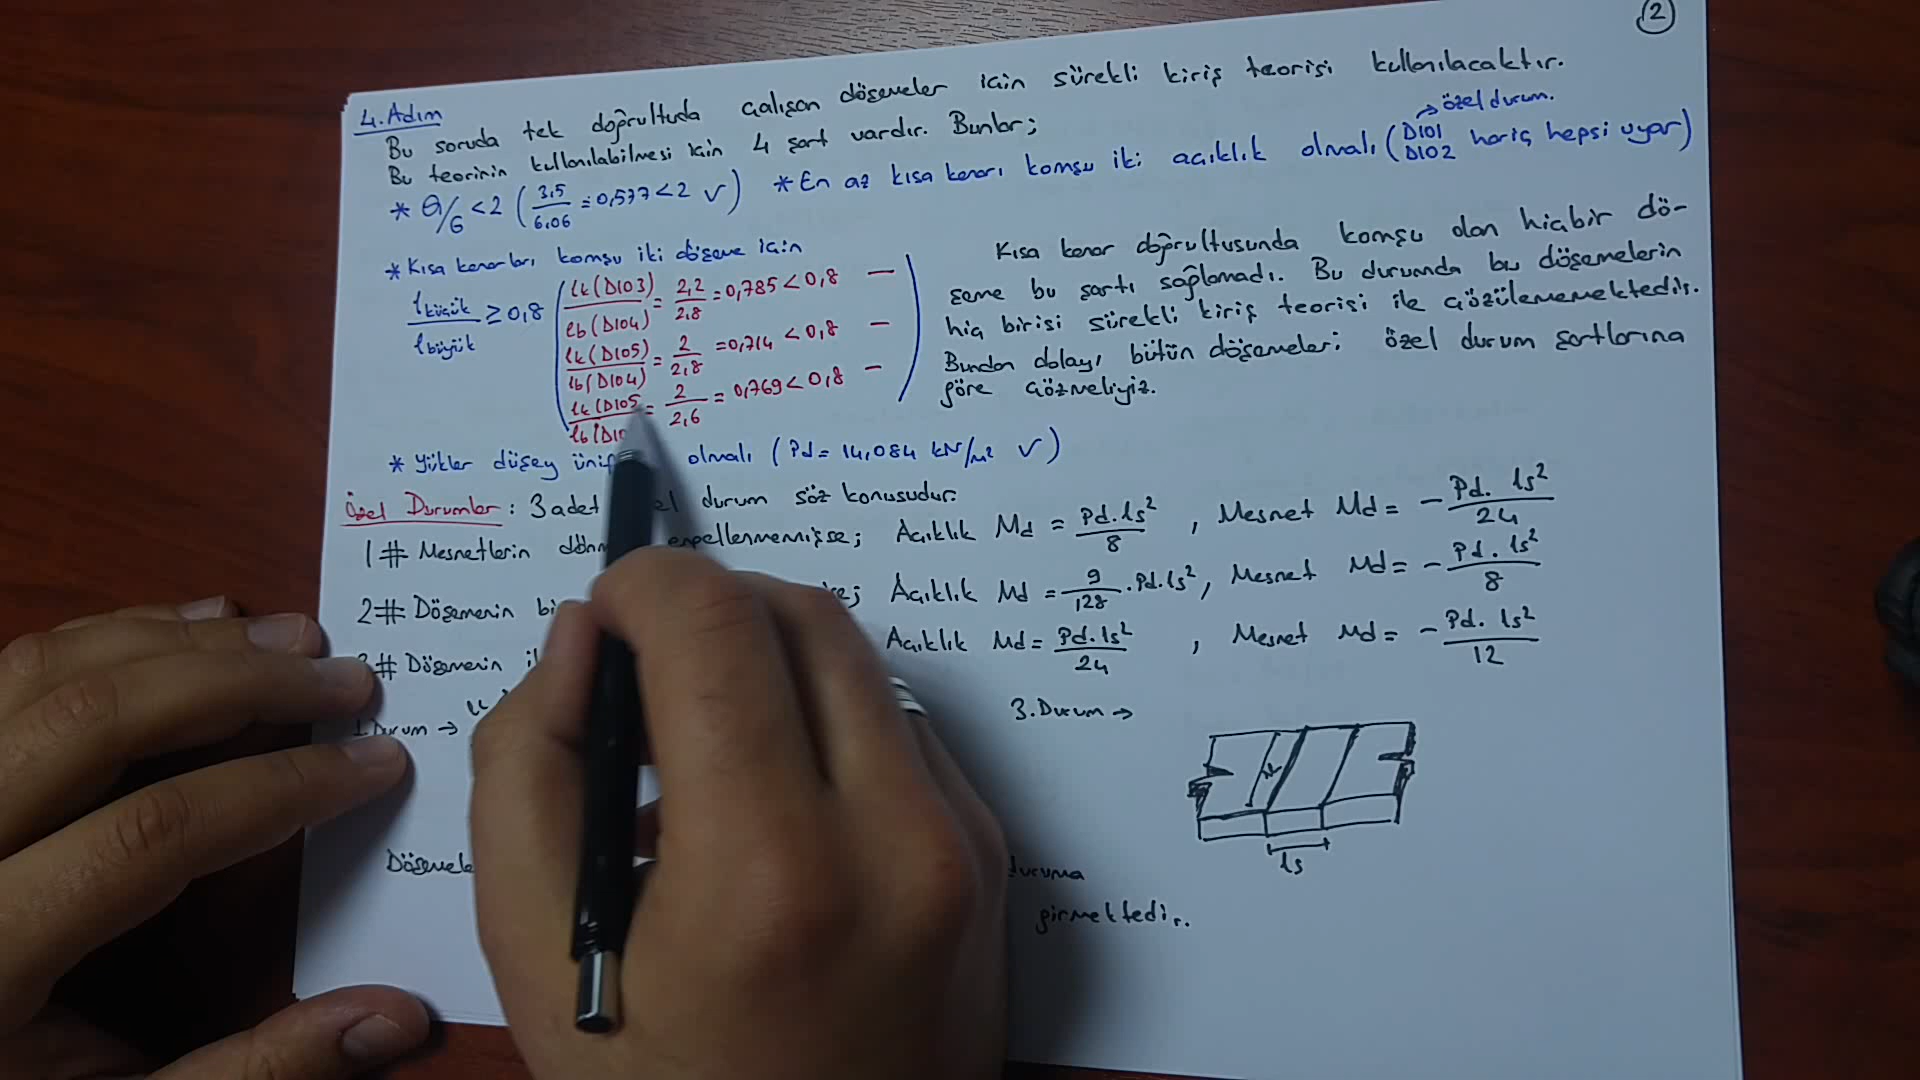 2
4. Adım
Bu soruda tek doğrultuda çalışan döşemeler için sürekli kiriş teorisi kullanılacaktır.
Bu teorinin kullanılabilmesi için 4 şart vardır. Bunlar;
→ özel durum.
* Q/G < 2 ( 3,5/6,06 = 0,577 < 2 √ ) * En az kısa kenarı komşu iki açıklık olmalı ( D101 D102 hariç hepsi uyar )
* Kısa kenarları komşu iki döşeme için
lküçük/lbüyük ≥ 0,8
lk(D103)/lb(D104) = 2,2/2,8 = 0,785 < 0,8 —
lk(D105)/lb(D104) = 2/2,8 = 0,714 < 0,8 —
lk(D105/lb(D10 = 2/2,6 = 0,769 < 0,8 —
Kısa kenar doğrultusunda komşu olan hiçbir dö-
şeme bu şartı sağlamadı. Bu durumda bu döşemelerin
hiç birisi sürekli kiriş teorisi ile çözülememektedir.
Bundan dolayı bütün döşemeleri özel durum şartlarına
göre çözmeliyiz.
* Yükler düşey olmalı ( Pd = 14,084 kN/m² √ )
Özel Durumlar : 3 adet durum söz konusudur.
1# Mesnetlerin engellenmemişse; Açıklık Md = Pd.ls²/8 , Mesnet Md = - Pd.ls²/24
2# Döşemenin Açıklık Md = 9/128 . Pd.ls² , Mesnet Md = - Pd.ls²/8
# Döşemenin Açıklık Md = Pd.ls²/24 , Mesnet Md = - Pd.ls²/12
1.Durum →
3.Durum →
ls
duruma
girmektedir.